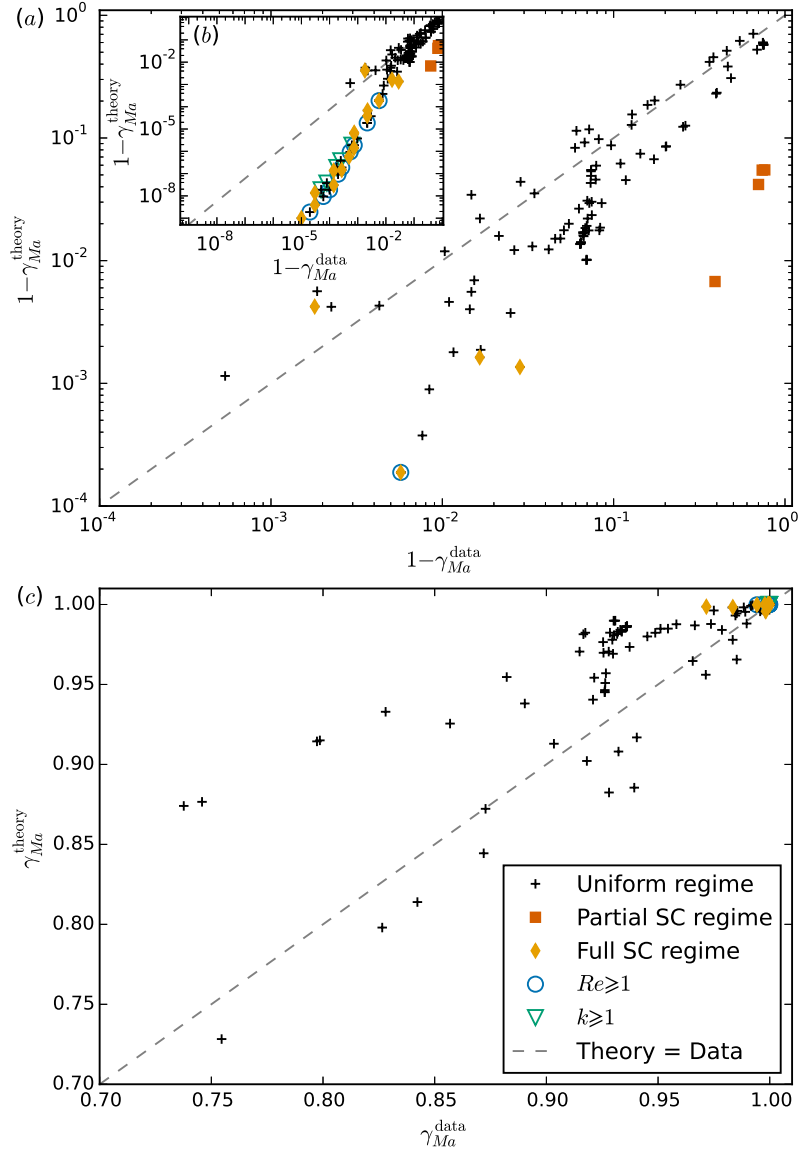 (a)
10^1
10^0
10^-1
10^-2
10^-3
10^-4
1−γ_Ma^theory
10^-4
10^-3
10^-2
10^-1
10^0
1−γ_Ma^data
(b)
10^-2
10^-5
10^-8
1−γ_Ma^theory
10^-8
10^-5
10^-2
1−γ_Ma^data
(c)
1.00
0.95
0.90
0.85
0.80
0.75
0.70
γ_Ma^theory
0.70
0.75
0.80
0.85
0.90
0.95
1.00
γ_Ma^data
Uniform regime
Partial SC regime
Full SC regime
Re⩾1
k⩾1
Theory = Data